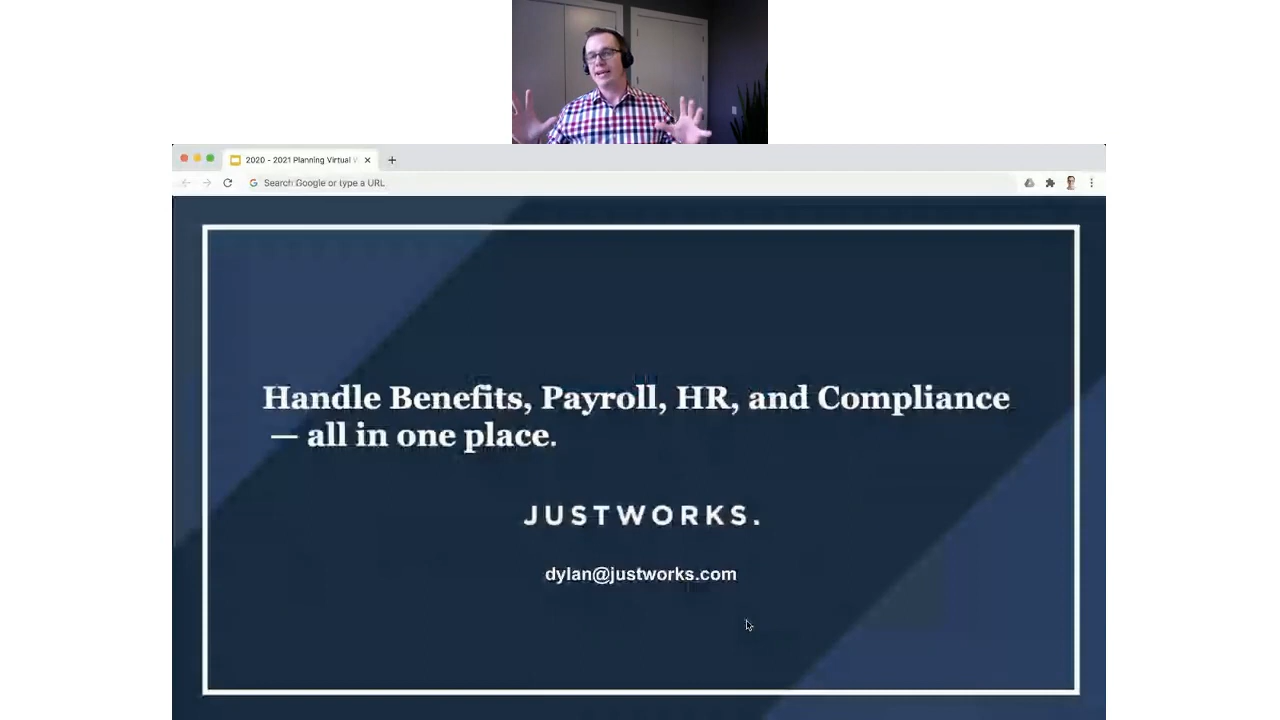 2020 - 2021 Planning Virtual
Search Google or type a URL
Handle Benefits, Payroll, HR, and Compliance
— all in one place.
JUSTWORKS.
dylan@justworks.com